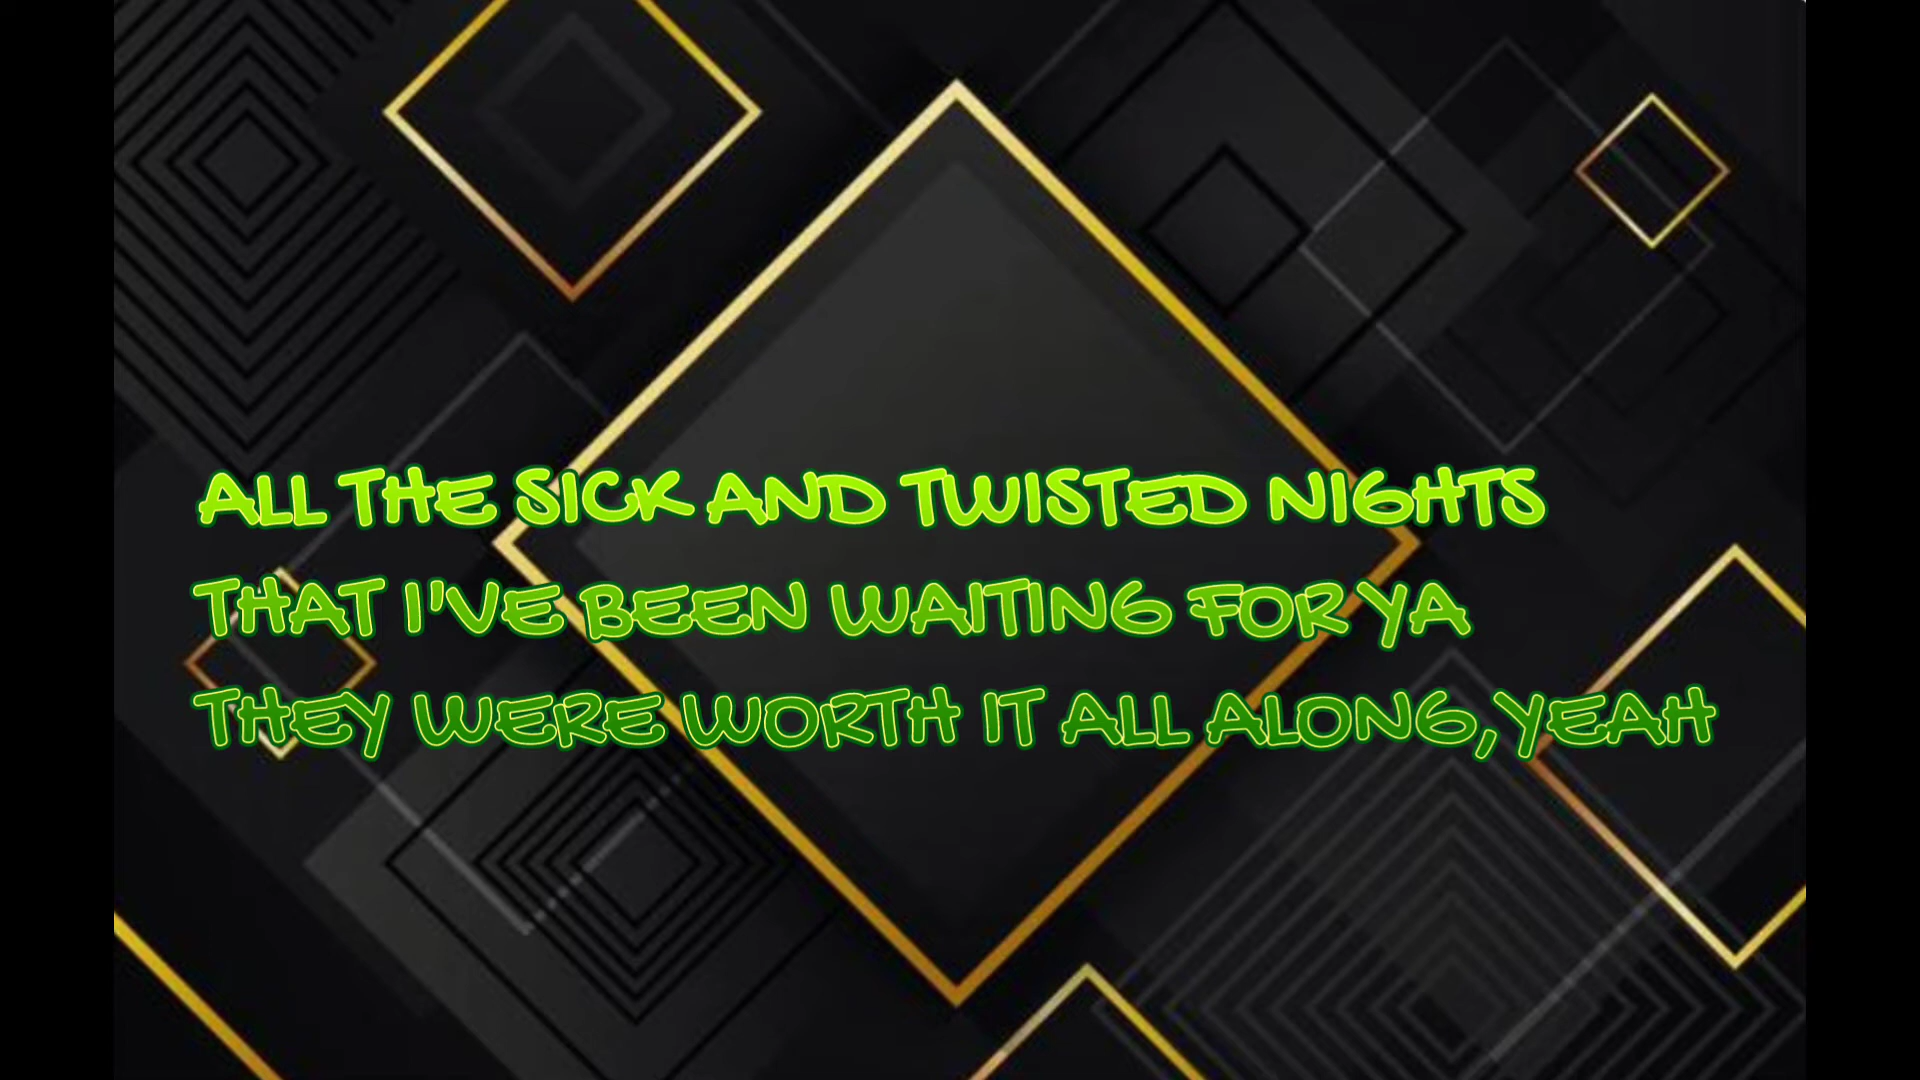 ALL THE SICK AND TWISTED NIGHTS
THAT I'VE BEEN WAITING FOR YA
THEY WERE WORTH IT ALL ALONG, YEAH